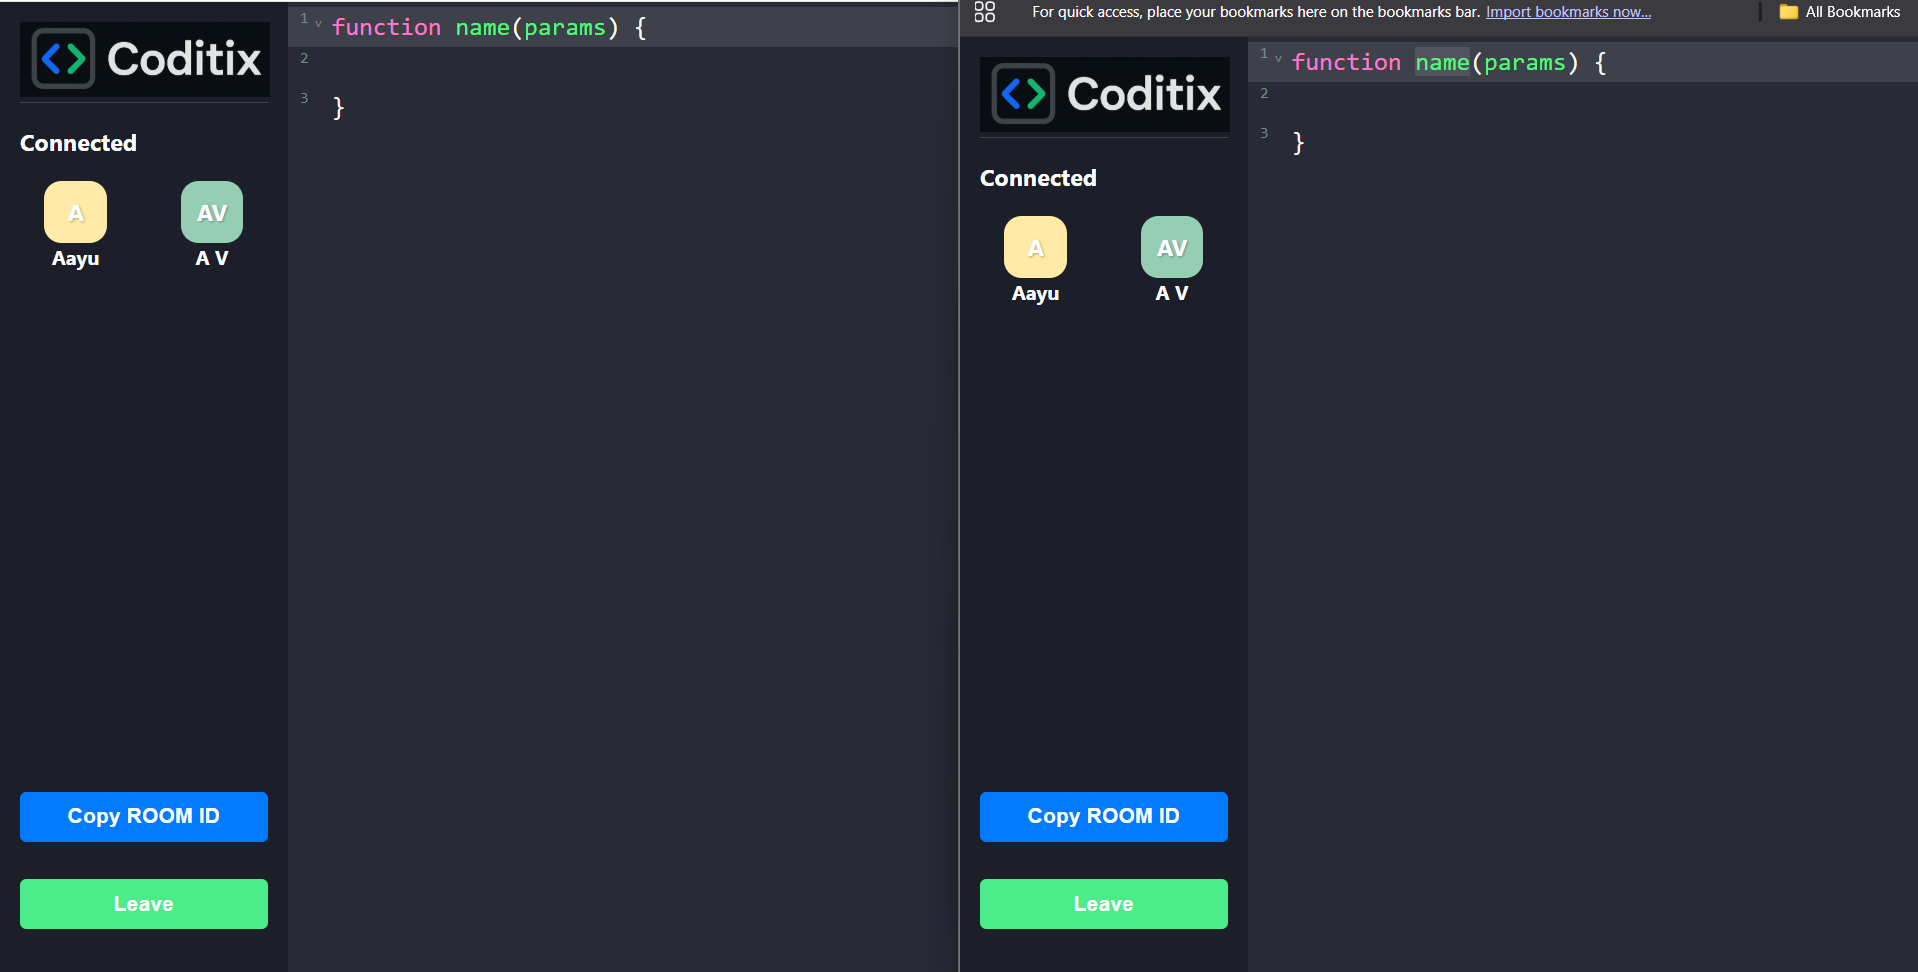 Coditix
Connected
A
AV
Aayu
A V
Copy ROOM ID
Leave
1 function name(params) {
2
3 }
For quick access, place your bookmarks here on the bookmarks bar. Import bookmarks now...
All Bookmarks
Coditix
Connected
A
AV
Aayu
A V
Copy ROOM ID
Leave
1 function name(params) {
2
3 }